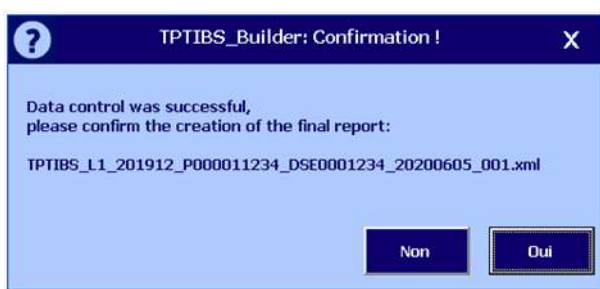 ?
TPTIBS_Builder: Confirmation !
X
Data control was successful,
please confirm the creation of the final report:
TPTIBS_L1_201912_P000011234_DSE0001234_20200605_001.xml
Non
Oui